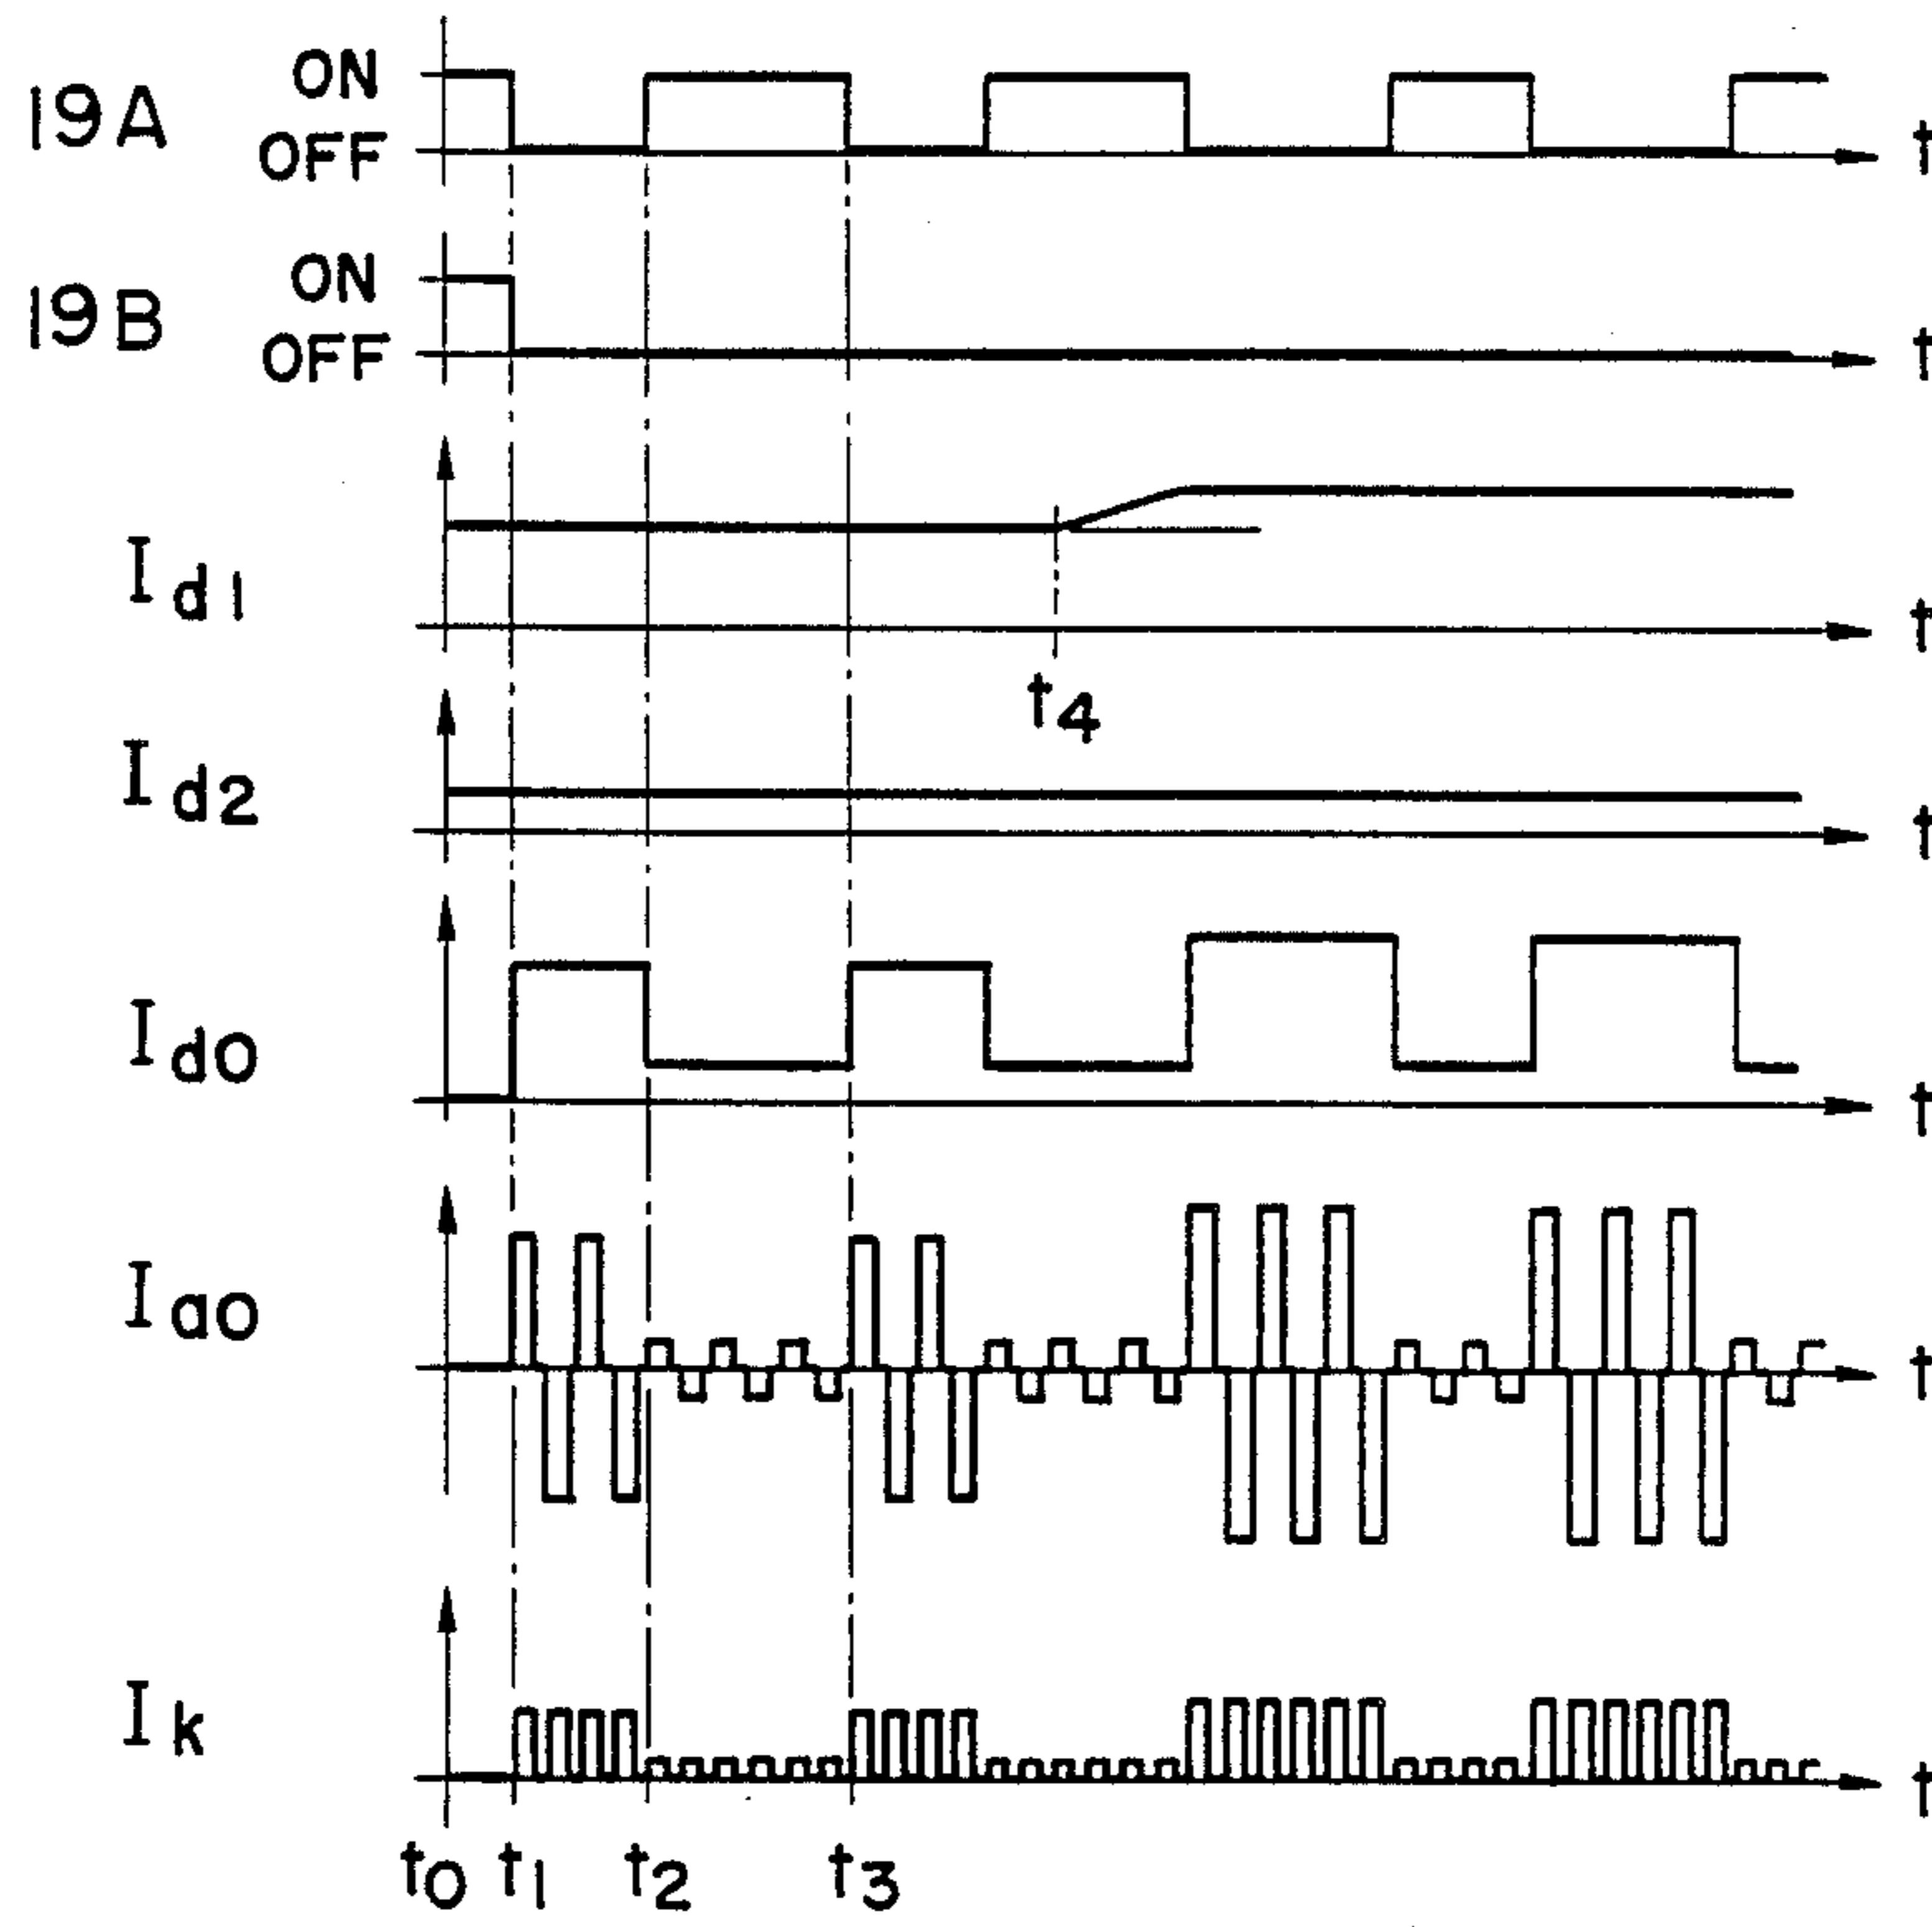 19A ON
OFF t
19B ON
OFF t
Id1 t
t4
Id2 t
Id0 t
Ia0 t
Ik t
t0 t1 t2 t3